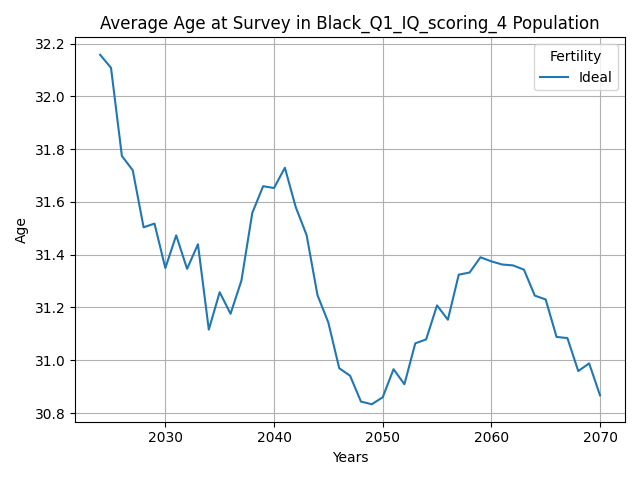 Average Age at Survey in Black_Q1_IQ_scoring_4 Population
Fertility
Ideal
32.2
32.0
31.8
31.6
31.4
31.2
31.0
30.8
Age
2030 2040 2050 2060 2070
Years